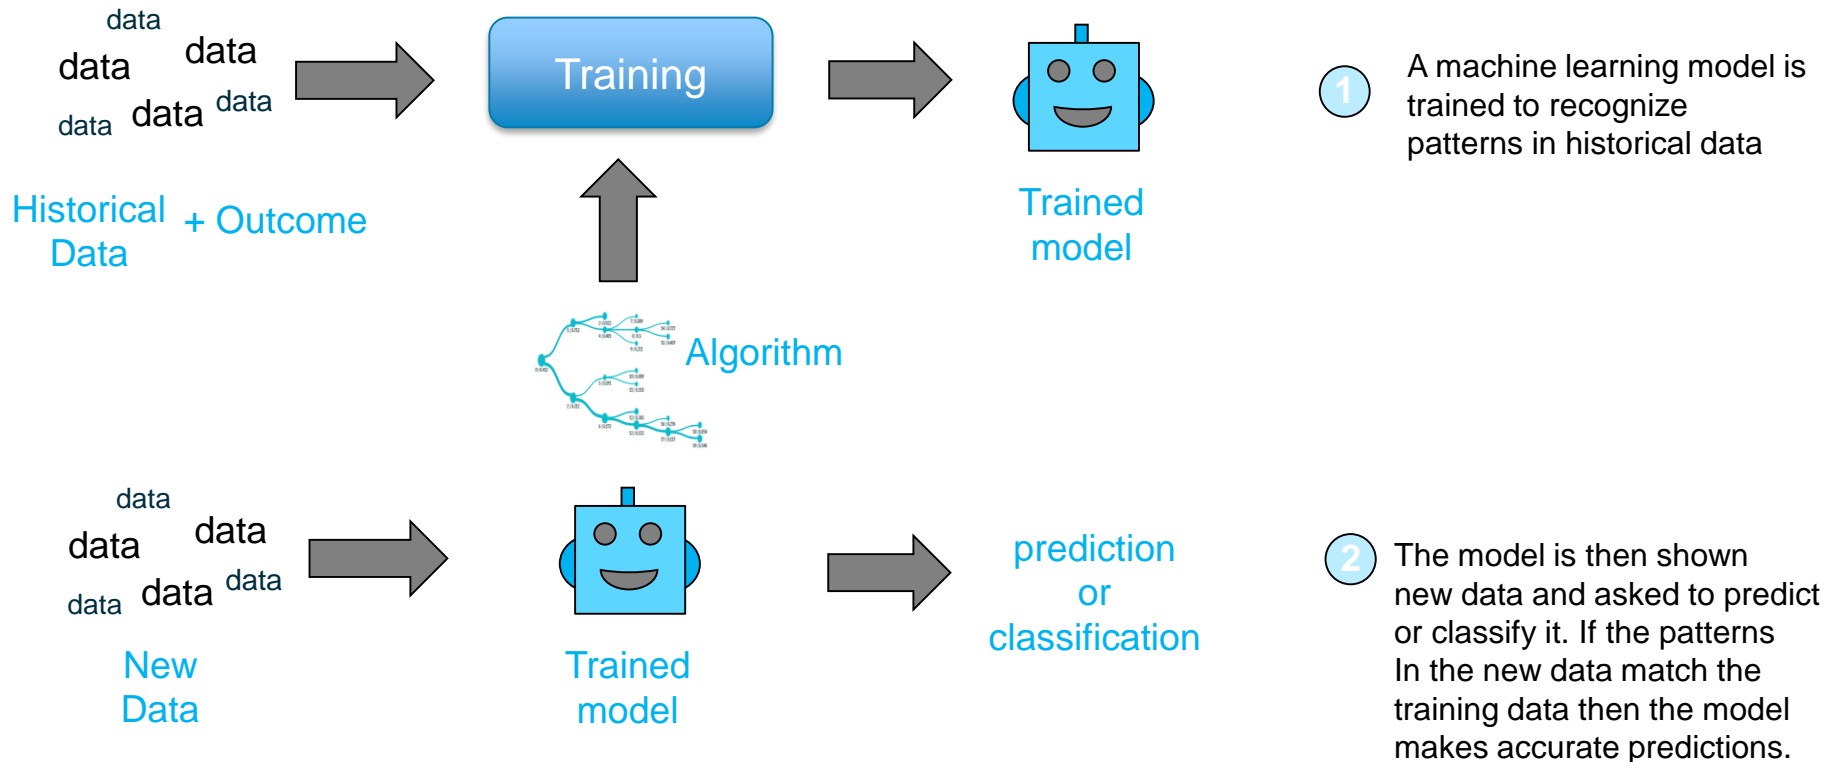 data
data
data
data
data
data
Training
1
A machine learning model is
trained to recognize
patterns in historical data
Historical
Data
+ Outcome
Trained
model
Algorithm
data
data
data
data
data
data
New
Data
Trained
model
prediction
or
classification
2
The model is then shown
new data and asked to predict
or classify it. If the patterns
In the new data match the
training data then the model
makes accurate predictions.